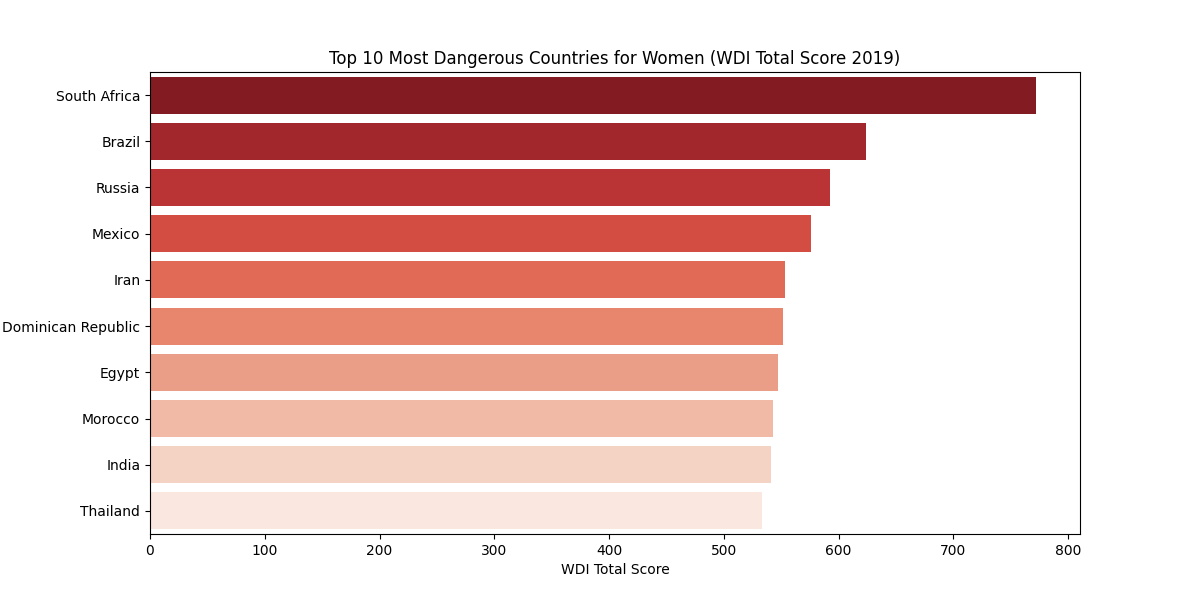 Top 10 Most Dangerous Countries for Women (WDI Total Score 2019)
South Africa
Brazil
Russia
Mexico
Iran
Dominican Republic
Egypt
Morocco
India
Thailand
0 100 200 300 400 500 600 700 800
WDI Total Score